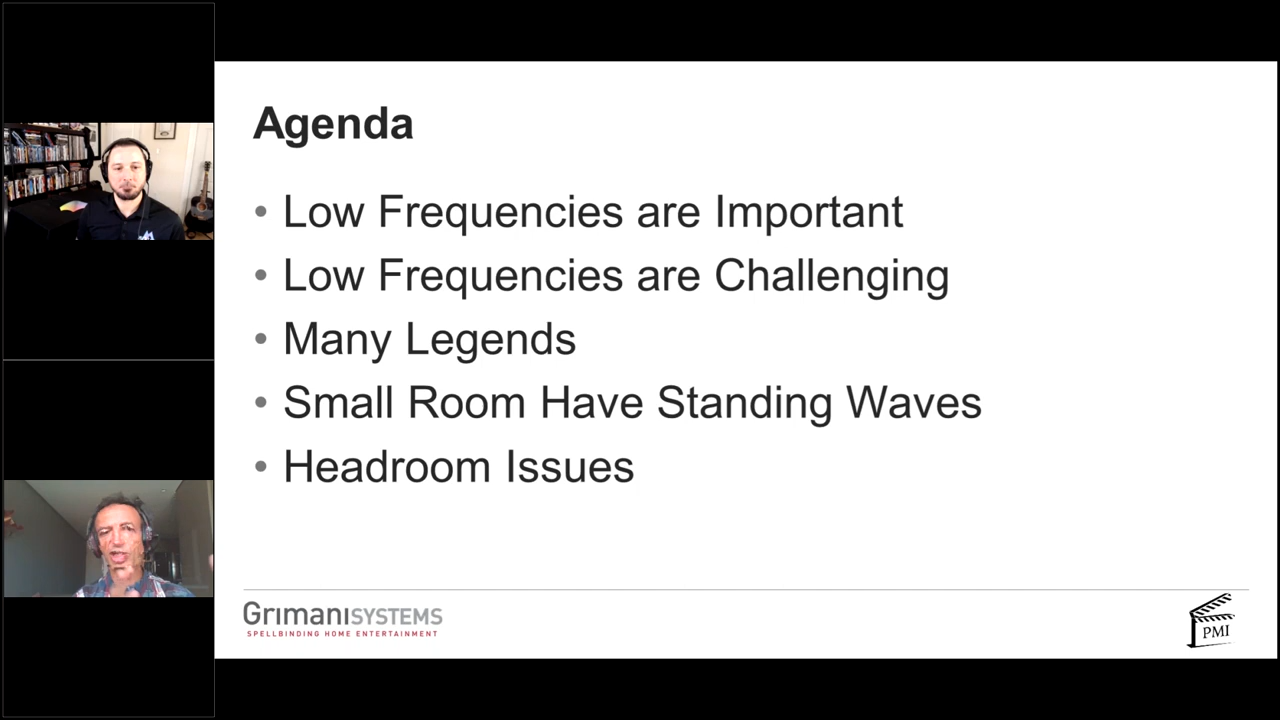 Agenda
• Low Frequencies are Important
• Low Frequencies are Challenging
• Many Legends
• Small Room Have Standing Waves
• Headroom Issues
GrimaniSYSTEMS
SPELLBINDING HOME ENTERTAINMENT
PMI